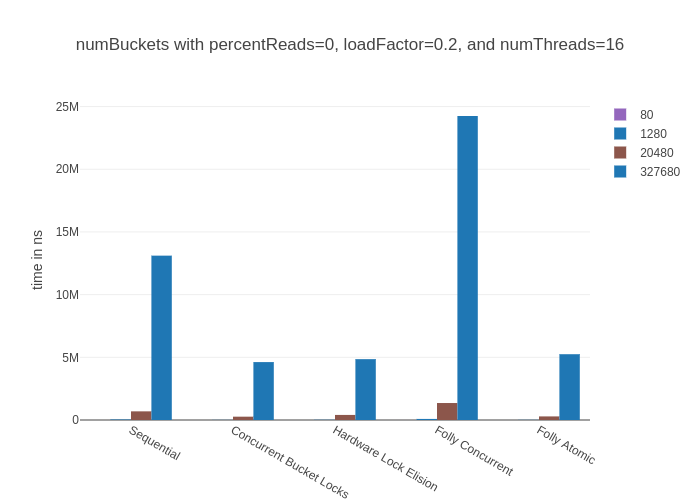 numBuckets with percentReads=0, loadFactor=0.2, and numThreads=16
25M
20M
15M
10M
5M
0
time in ns
80
1280
20480
327680
Sequential
Concurrent Bucket Locks
Hardware Lock Elision
Folly Concurrent
Folly Atomic